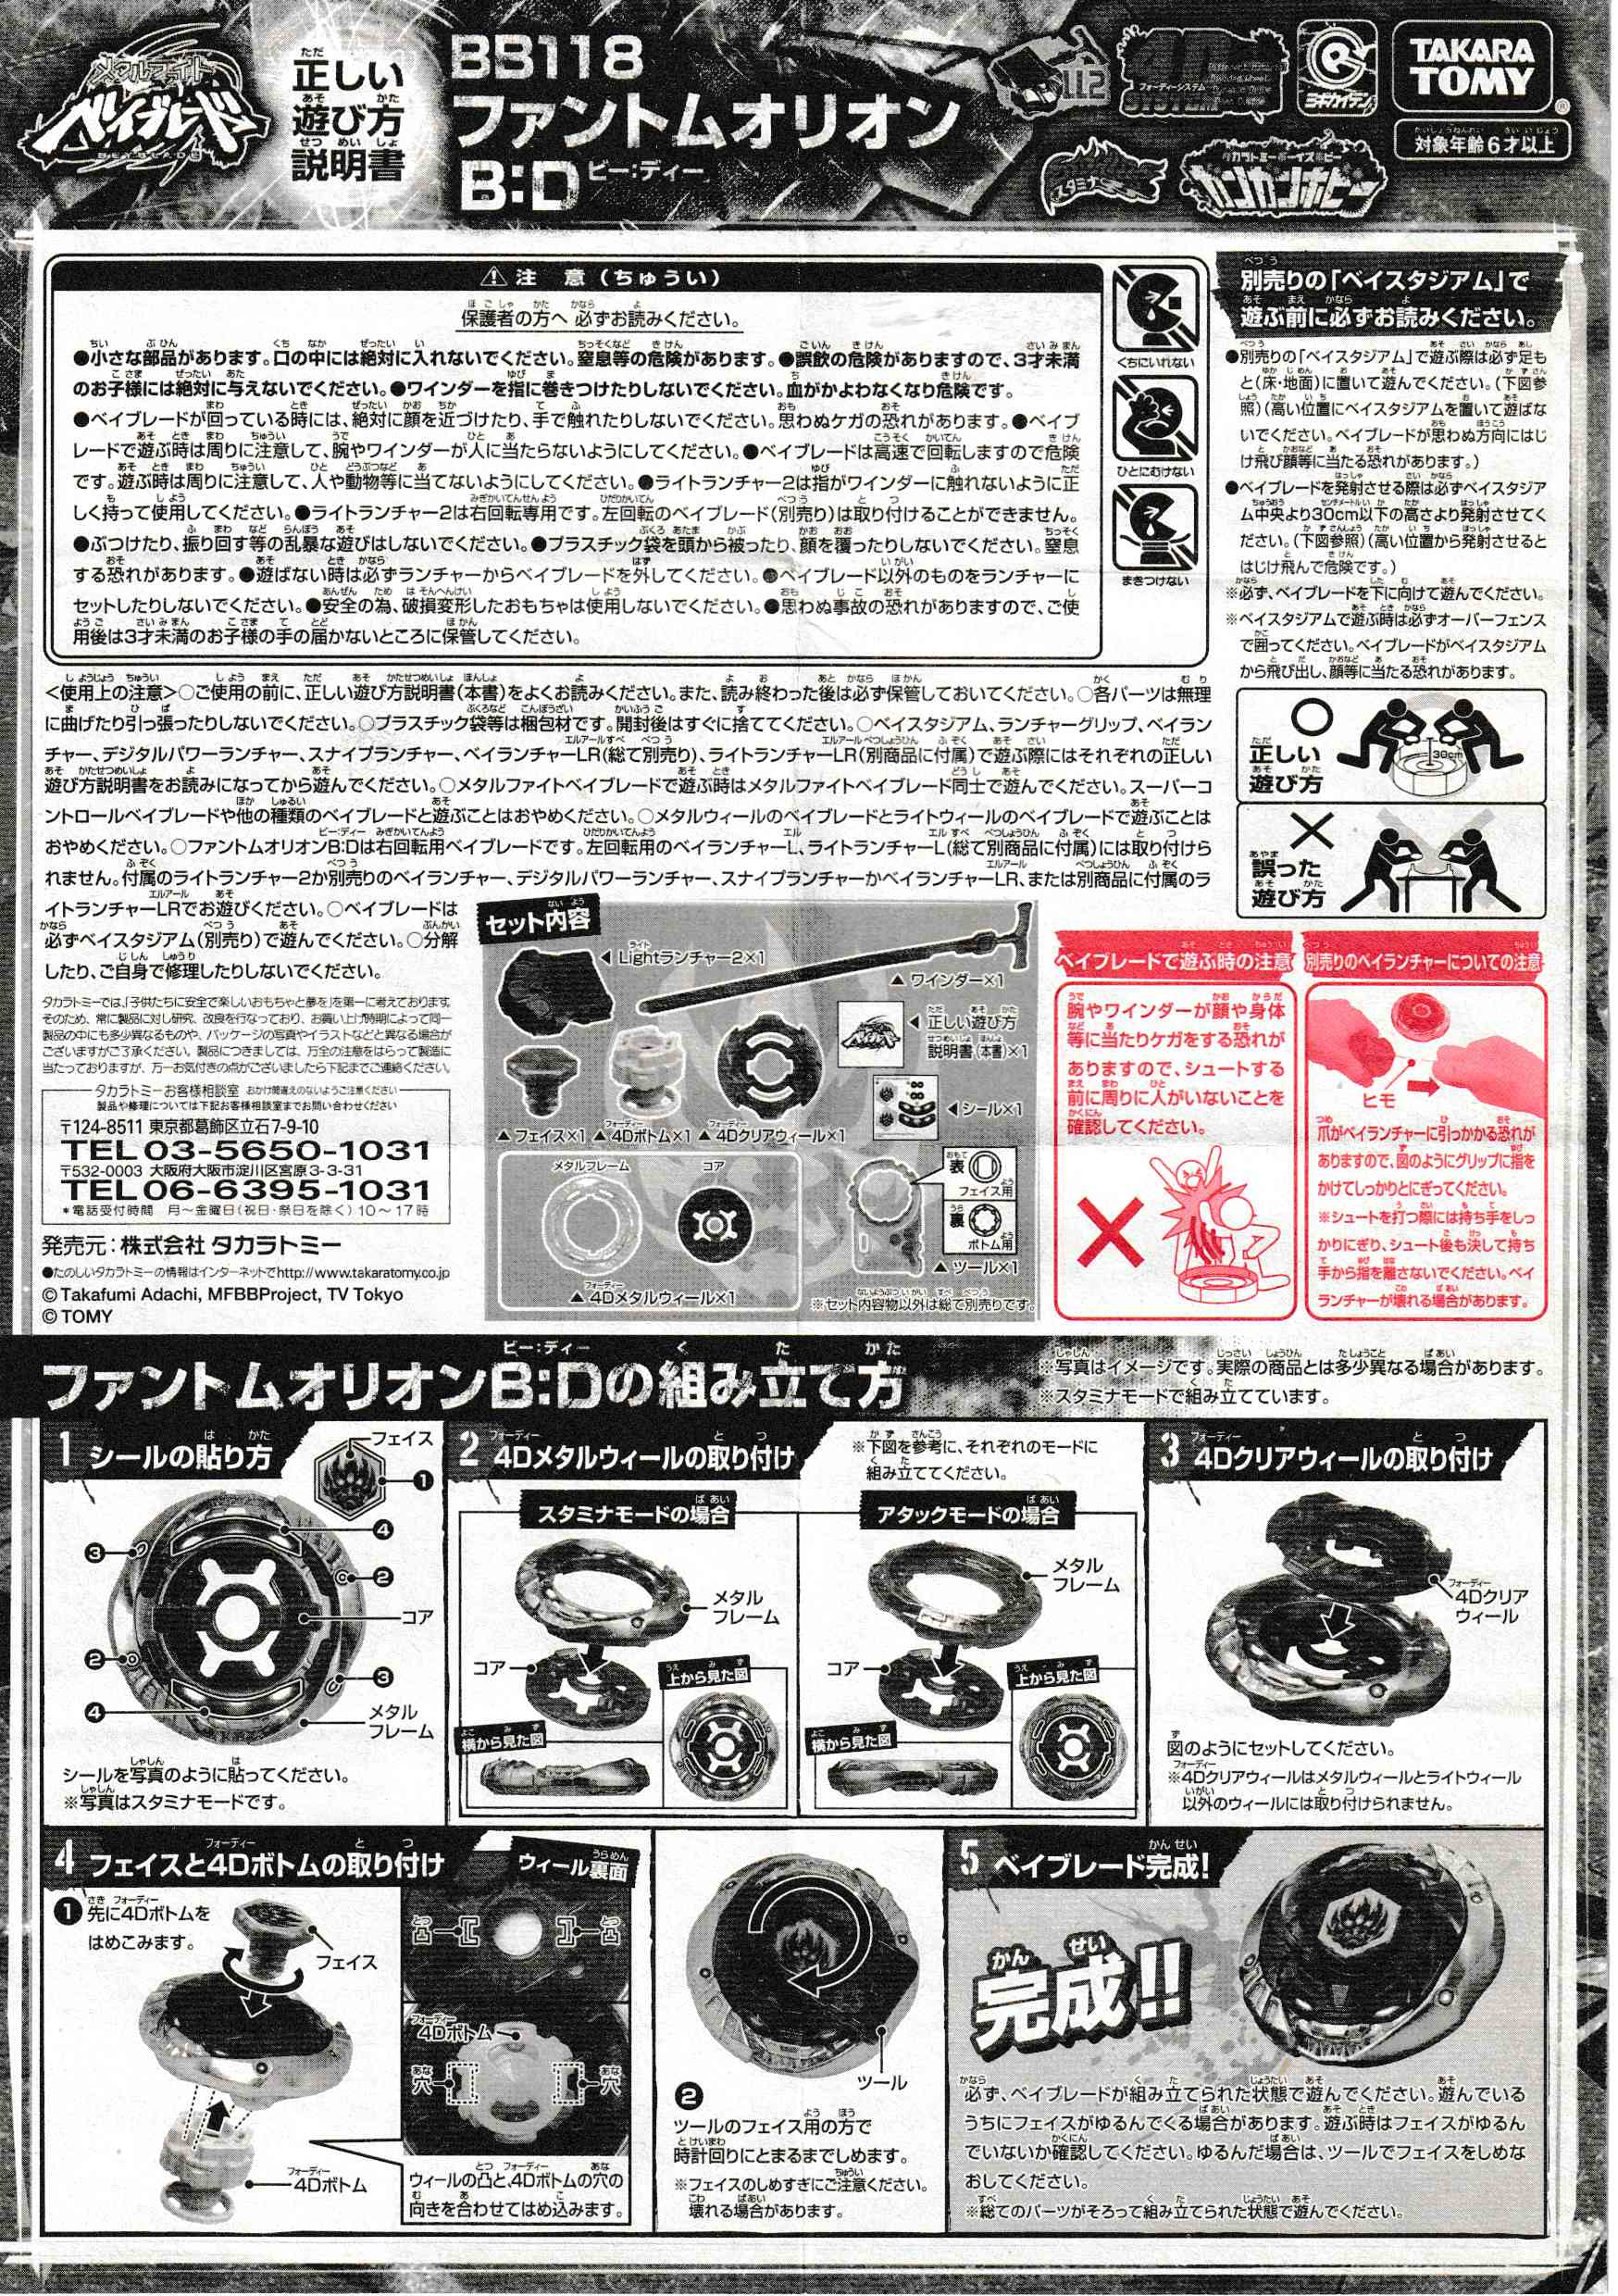 メタルファイト
ベイブレード
BEYBLADE
正しい
遊び方
説明書
BB118
ファントムオリオン
B:D ビー:ディー
112
4D
フォーディーシステム
SYSTEM
ミギカイテン
TAKARA
TOMY
対象年齢6才以上
スタミナ
タカラトミーボーイズホビー
カンカンホビー
⚠注 意(ちゅうい)
保護者の方へ 必ずお読みください。
●小さな部品があります。口の中には絶対に入れないでください。窒息等の危険があります。●誤飲の危険がありますので、3才未満
のお子様には絶対に与えないでください。●ワインダーを指に巻きつけたりしないでください。血がかよわなくなり危険です。
●ベイブレードが回っている時には、絶対に顔を近づけたり、手で触れたりしないでください。思わぬケガの恐れがあります。●ベイブ
レードで遊ぶ時は周りに注意して、腕やワインダーが人に当たらないようにしてください。●ベイブレードは高速で回転しますので危険
です。遊ぶ時は周りに注意して、人や動物等に当てないようにしてください。●ライトランチャー2は指がワインダーに触れないように正
しく持って使用してください。●ライトランチャー2は右回転専用です。左回転のベイブレード(別売り)は取り付けることができません。
●ぶつけたり、振り回す等の乱暴な遊びはしないでください。●プラスチック袋を頭から被ったり、顔を覆ったりしないでください。窒息
する恐れがあります。●遊ばない時は必ずランチャーからベイブレードを外してください。●ベイブレード以外のものをランチャーに
セットしたりしないでください。●安全の為、破損変形したおもちゃは使用しないでください。●思わぬ事故の恐れがありますので、ご使
用後は3才未満のお子様の手の届かないところに保管してください。
くちにいれない
ひとにむけない
まきつけない
別売りの「ベイスタジアム」で
遊ぶ前に必ずお読みください。
●別売りの「ベイスタジアム」で遊ぶ際は必ず足も
と(床・地面)に置いて遊んでください。(下図参
照)(高い位置にベイスタジアムを置いて遊ばな
いでください。ベイブレードが思わぬ方向にはじ
け飛び顔等に当たる恐れがあります。)
●ベイブレードを発射させる際は必ずベイスタジア
ム中央より30cm以下の高さより発射させてく
ださい。(下図参照)(高い位置から発射させると
はじけ飛んで危険です。)
※必ず、ベイブレードを下に向けて遊んでください。
※ベイスタジアムで遊ぶ時は必ずオーバーフェンス
で囲ってください。ベイブレードがベイスタジアム
から飛び出し、顔等に当たる恐れがあります。
○
正しい
遊び方
30cm
×
誤った
遊び方
<使用上の注意>○ご使用の前に、正しい遊び方説明書(本書)をよくお読みください。また、読み終わった後は必ず保管しておいてください。○各パーツは無理
に曲げたり引っ張ったりしないでください。○プラスチック袋等は梱包材です。開封後はすぐに捨ててください。○ベイスタジアム、ランチャーグリップ、ベイラン
チャー、デジタルパワーランチャー、スナイプランチャー、ベイランチャーLR(総て別売り)、ライトランチャーLR(別商品に付属)で遊ぶ際にはそれぞれの正しい
遊び方説明書をお読みになってから遊んでください。○メタルファイトベイブレードで遊ぶ時はメタルファイトベイブレード同士で遊んでください。スーパーコ
ントロールベイブレードや他の種類のベイブレードと遊ぶことはおやめください。○メタルウィールのベイブレードとライトウィールのベイブレードで遊ぶことは
おやめください。○ファントムオリオンB:Dは右回転用ベイブレードです。左回転用のベイランチャーL、ライトランチャーL(総て別商品に付属)には取り付けら
れません。付属のライトランチャー2か別売りのベイランチャー、デジタルパワーランチャー、スナイプランチャーかベイランチャーLR、または別商品に付属のラ
イトランチャーLRでお遊びください。○ベイブレードは
必ずベイスタジアム(別売り)で遊んでください。○分解
したり、ご自身で修理したりしないでください。
タカラトミーでは、「子供たちに安全で楽しいおもちゃと夢を」を第一に考えております。
そのため、常に製品に対し研究、改良を行なっており、お買い上げ時期によって同一
製品の中にも多少異なるものや、パッケージの写真やイラストなどと異なる場合が
ございますがご了承ください。製品につきましては、万全の注意をはらって製造に
当たっておりますが、万一お気付きの点がございましたら下記までご連絡ください。
タカラトミーお客様相談室 おかけ間違えのないようご注意ください
製品や修理については下記お客様相談室までお問い合わせください
〒124-8511 東京都葛飾区立石7-9-10
TEL 03-5650-1031
〒532-0003 大阪府大阪市淀川区宮原3-3-31
TEL 06-6395-1031
*電話受付時間 月〜金曜日(祝日・祭日を除く)10〜17時
発売元:株式会社 タカラトミー
●たのしいタカラトミーの情報はインターネットでhttp://www.takaratomy.co.jp
© Takafumi Adachi, MFBBProject, TV Tokyo
© TOMY
セット内容
◀Lightランチャー2×1
▲ワインダー×1
◀正しい遊び方
説明書(本書)×1
◀シール×1
▲フェイス×1 ▲4Dボトム×1 ▲4Dクリアウィール×1
メタルフレーム
コア
▲4Dメタルウィール×1
表
フェイス用
裏
ボトム用
▲ツール×1
※セット内容物以外は総て別売りです。
ベイブレードで遊ぶ時の注意
腕やワインダーが顔や身体
等に当たりケガをする恐れが
ありますので、シュートする
前に周りに人がいないことを
確認してください。
別売りのベイランチャーについての注意
ヒモ
爪がベイランチャーに引っかかる恐れが
ありますので、図のようにグリップに指を
かけてしっかりとにぎってください。
※シュートを打つ際には持ち手をしっ
かりにぎり、シュート後も決して持ち
手から指を離さないでください。ベイ
ランチャーが壊れる場合があります。
ファントムオリオンB:Dの組み立て方
※写真はイメージです。実際の商品とは多少異なる場合があります。
※スタミナモードで組み立てています。
1 シールの貼り方
フェイス
❶
❹
❸
❷
コア
❷
❸
❹
メタル
フレーム
シールを写真のように貼ってください。
※写真はスタミナモードです。
2 4Dメタルウィールの取り付け
※下図を参考に、それぞれのモードに
組み立ててください。
スタミナモードの場合
メタル
フレーム
コア
上から見た図
横から見た図
アタックモードの場合
メタル
フレーム
コア
上から見た図
横から見た図
3 4Dクリアウィールの取り付け
4Dクリア
ウィール
図のようにセットしてください。
※4Dクリアウィールはメタルウィールとライトウィール
以外のウィールには取り付けられません。
4 フェイスと4Dボトムの取り付け
❶先に4Dボトムを
はめこみます。
フェイス
4Dボトム
ウィール裏面
凸
凸
4Dボトム
穴
穴
ウィールの凸と、4Dボトムの穴の
向きを合わせてはめ込みます。
ツール
❷
ツールのフェイス用の方で
時計回りにとまるまでしめます。
※フェイスのしめすぎにご注意ください。
壊れる場合があります。
5 ベイブレード完成!
完成!!
必ず、ベイブレードが組み立てられた状態で遊んでください。遊んでいる
うちにフェイスがゆるんでくる場合があります。遊ぶ時はフェイスがゆるん
でいないか確認してください。ゆるんだ場合は、ツールでフェイスをしめな
おしてください。
※総てのパーツがそろって組み立てられた状態で遊んでください。